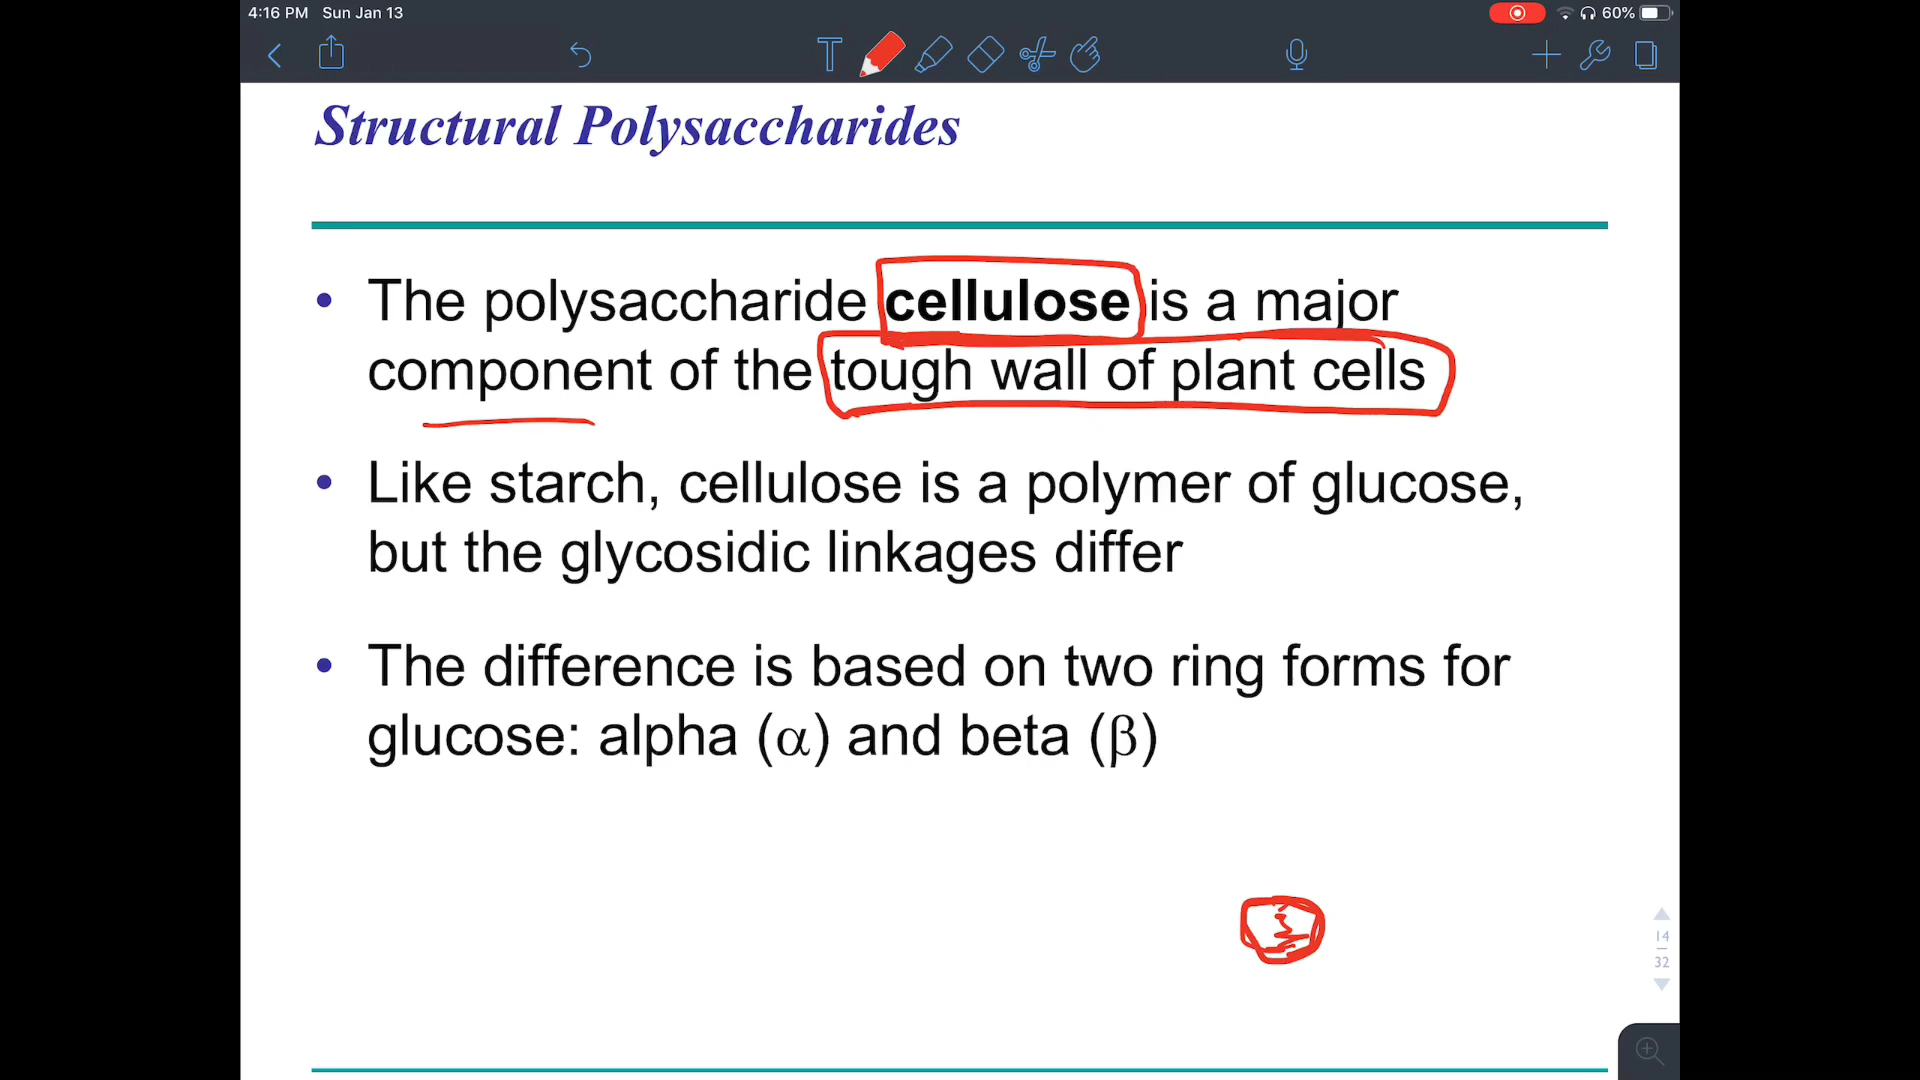 4:16 PM Sun Jan 13
60%
T
Structural Polysaccharides
• The polysaccharide cellulose is a major
component of the tough wall of plant cells
• Like starch, cellulose is a polymer of glucose,
but the glycosidic linkages differ
• The difference is based on two ring forms for
glucose: alpha (α) and beta (β)
14
32